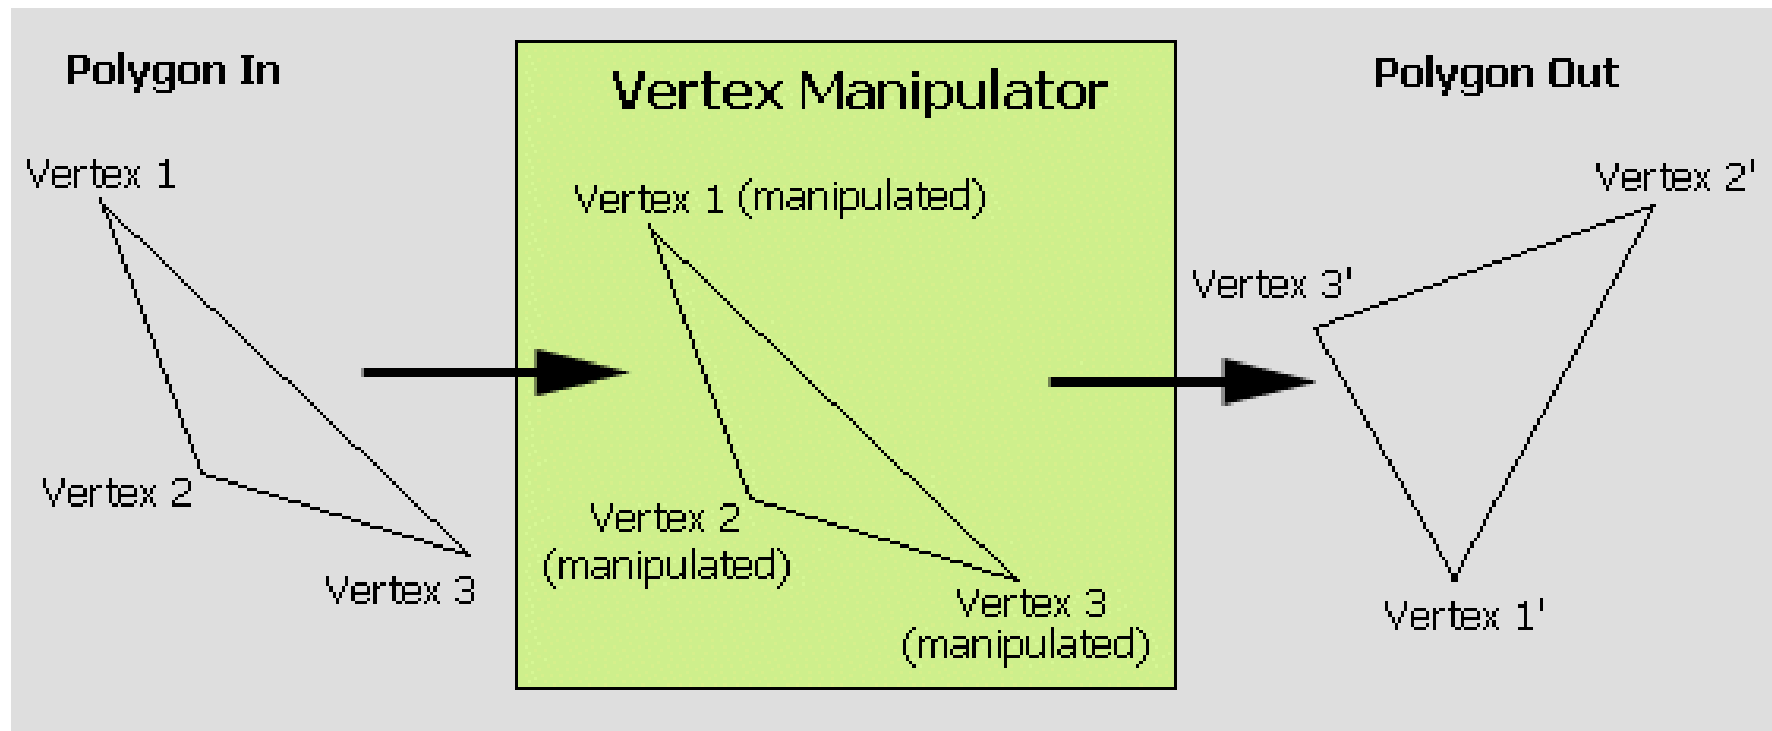 Polygon In
Vertex 1
Vertex 2
Vertex 3
Vertex Manipulator
Vertex 1 (manipulated)
Vertex 2
(manipulated)
Vertex 3
(manipulated)
Polygon Out
Vertex 2'
Vertex 3'
Vertex 1'